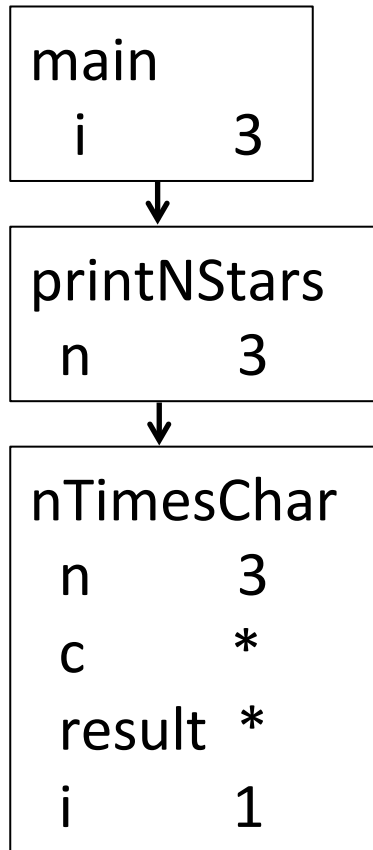 main
i 3
printNStars
n 3
nTimesChar
n 3
c *
result *
i 1